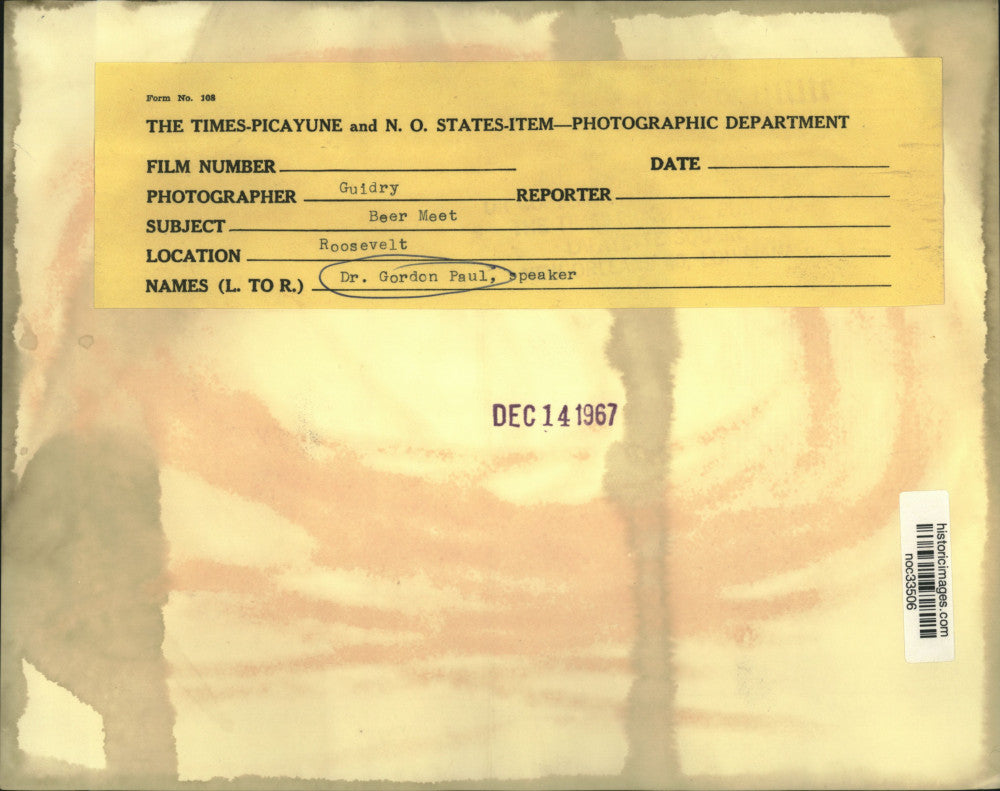 Form No. 108
THE TIMES-PICAYUNE and N. O. STATES-ITEM—PHOTOGRAPHIC DEPARTMENT
FILM NUMBER DATE
PHOTOGRAPHER Guidry REPORTER
SUBJECT Beer Meet
LOCATION Roosevelt
NAMES (L. TO R.) Dr. Gordon Paul, speaker
DEC 14 1967
historicimages.com
noc33506